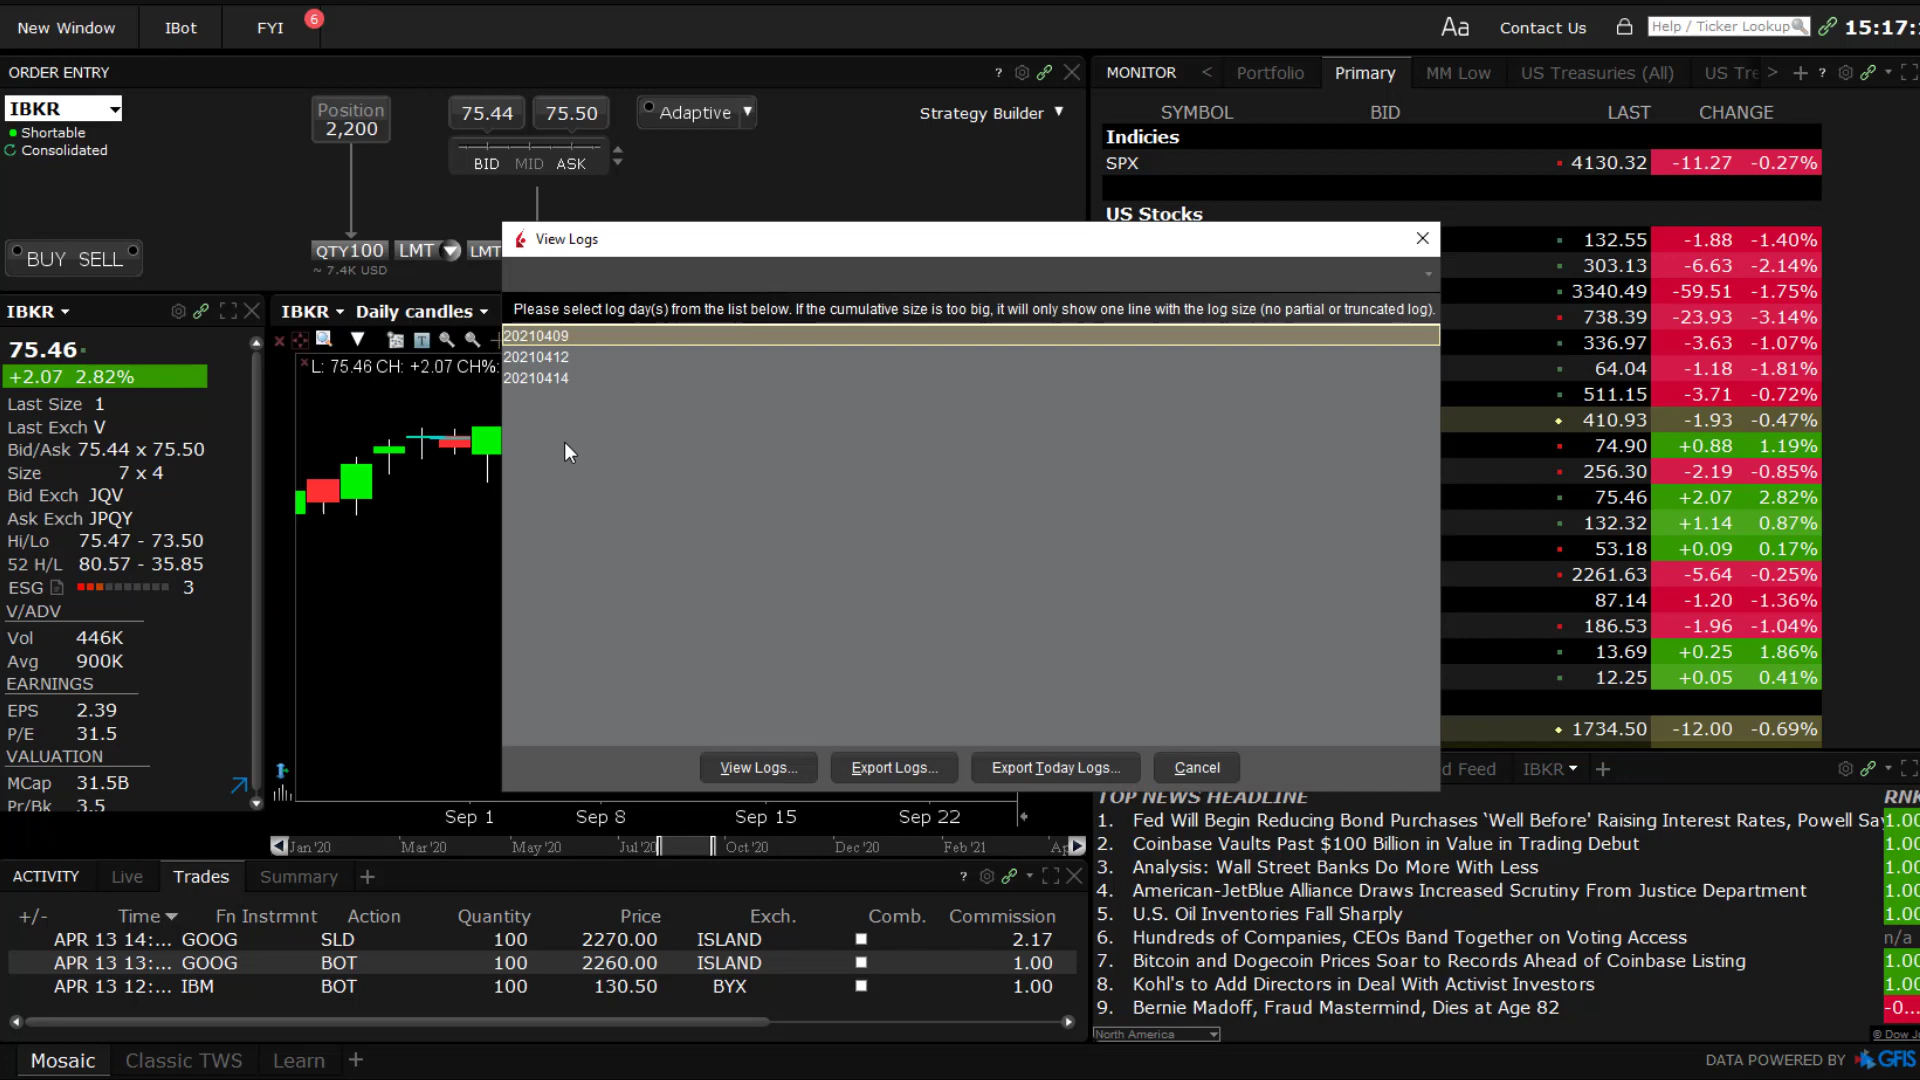 New Window IBot FYI 6 Aa Contact Us Help / Ticker Lookup 15:17:
ORDER ENTRY ?
IBKR
Shortable
Consolidated
Position
2,200
75.44 75.50 Adaptive Strategy Builder
BID MID ASK
BUY SELL QTY100 LMT LMT
~ 7.4K USD
MONITOR < Portfolio Primary MM Low US Treasuries (All) US Tre > + ?
SYMBOL BID LAST CHANGE
Indicies
SPX 4130.32 -11.27 -0.27%
US Stocks
132.55 -1.88 -1.40%
303.13 -6.63 -2.14%
3340.49 -59.51 -1.75%
738.39 -23.93 -3.14%
336.97 -3.63 -1.07%
64.04 -1.18 -1.81%
511.15 -3.71 -0.72%
410.93 -1.93 -0.47%
74.90 +0.88 1.19%
256.30 -2.19 -0.85%
75.46 +2.07 2.82%
132.32 +1.14 0.87%
53.18 +0.09 0.17%
2261.63 -5.64 -0.25%
87.14 -1.20 -1.36%
186.53 -1.96 -1.04%
13.69 +0.25 1.86%
12.25 +0.05 0.41%
1734.50 -12.00 -0.69%
View Logs
Please select log day(s) from the list below. If the cumulative size is too big, it will only show one line with the log size (no partial or truncated log).
20210409
20210412
20210414
View Logs... Export Logs... Export Today Logs... Cancel
IBKR
75.46
+2.07 2.82%
Last Size 1
Last Exch V
Bid/Ask 75.44 x 75.50
Size 7 x 4
Bid Exch JQV
Ask Exch JPQY
Hi/Lo 75.47 - 73.50
52 H/L 80.57 - 35.85
ESG 3
V/ADV
Vol 446K
Avg 900K
EARNINGS
EPS 2.39
P/E 31.5
VALUATION
MCap 31.5B
Pr/Bk 3.5
IBKR Daily candles
L: 75.46 CH: +2.07 CH%:
Sep 1 Sep 8 Sep 15 Sep 22
Jan '20 Mar'20 May '20 Jul'20 Oct'20 Dec'20 Feb'21 Ap
ACTIVITY Live Trades Summary + ?
+/- Time Fn Instrmnt Action Quantity Price Exch. Comb. Commission
APR 13 14:... GOOG SLD 100 2270.00 ISLAND 2.17
APR 13 13:... GOOG BOT 100 2260.00 ISLAND 1.00
APR 13 12:... IBM BOT 100 130.50 BYX 1.00
d Feed IBKR +
TOP NEWS HEADLINE RNK
1. Fed Will Begin Reducing Bond Purchases 'Well Before' Raising Interest Rates, Powell Say 1.00
2. Coinbase Vaults Past $100 Billion in Value in Trading Debut 1.00
3. Analysis: Wall Street Banks Do More With Less 1.00
4. American-JetBlue Alliance Draws Increased Scrutiny From Justice Department 1.00
5. U.S. Oil Inventories Fall Sharply 1.00
6. Hundreds of Companies, CEOs Band Together on Voting Access n/a
7. Bitcoin and Dogecoin Prices Soar to Records Ahead of Coinbase Listing 1.00
8. Kohl's to Add Directors in Deal With Activist Investors 1.00
9. Bernie Madoff, Fraud Mastermind, Dies at Age 82 -0...
North America © Dow Jo
Mosaic Classic TWS Learn + DATA POWERED BY GFIS